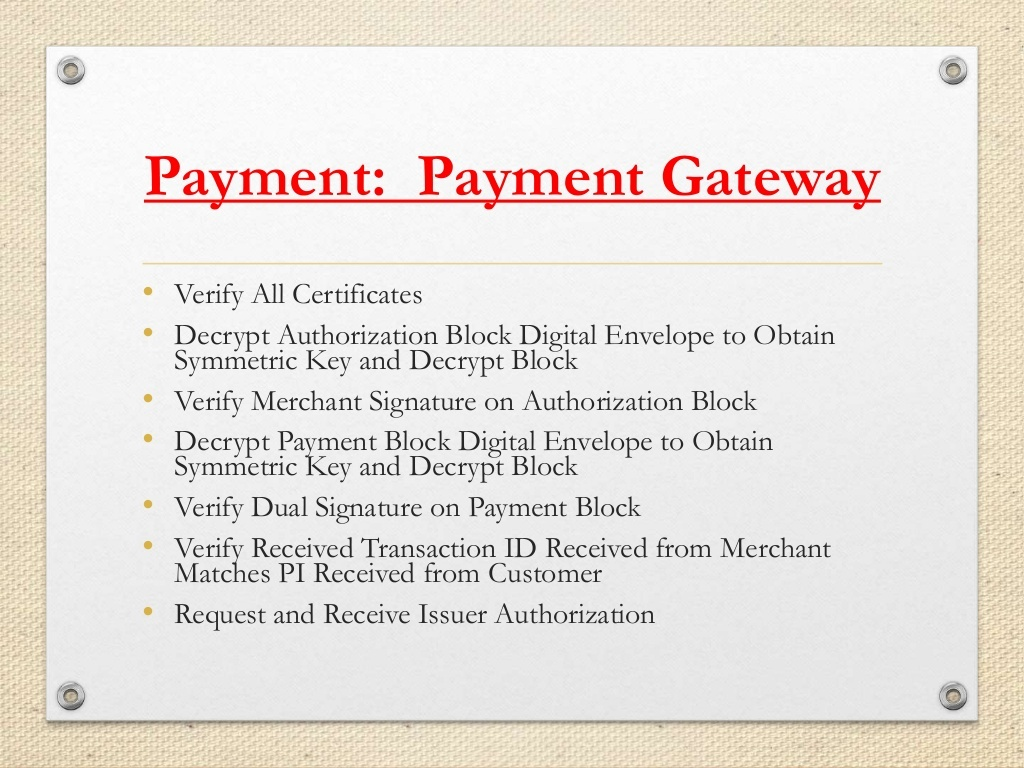 Payment:  Payment Gateway
• Verify All Certificates
• Decrypt Authorization Block Digital Envelope to Obtain
Symmetric Key and Decrypt Block
• Verify Merchant Signature on Authorization Block
• Decrypt Payment Block Digital Envelope to Obtain
Symmetric Key and Decrypt Block
• Verify Dual Signature on Payment Block
• Verify Received Transaction ID Received from Merchant
Matches PI Received from Customer
• Request and Receive Issuer Authorization